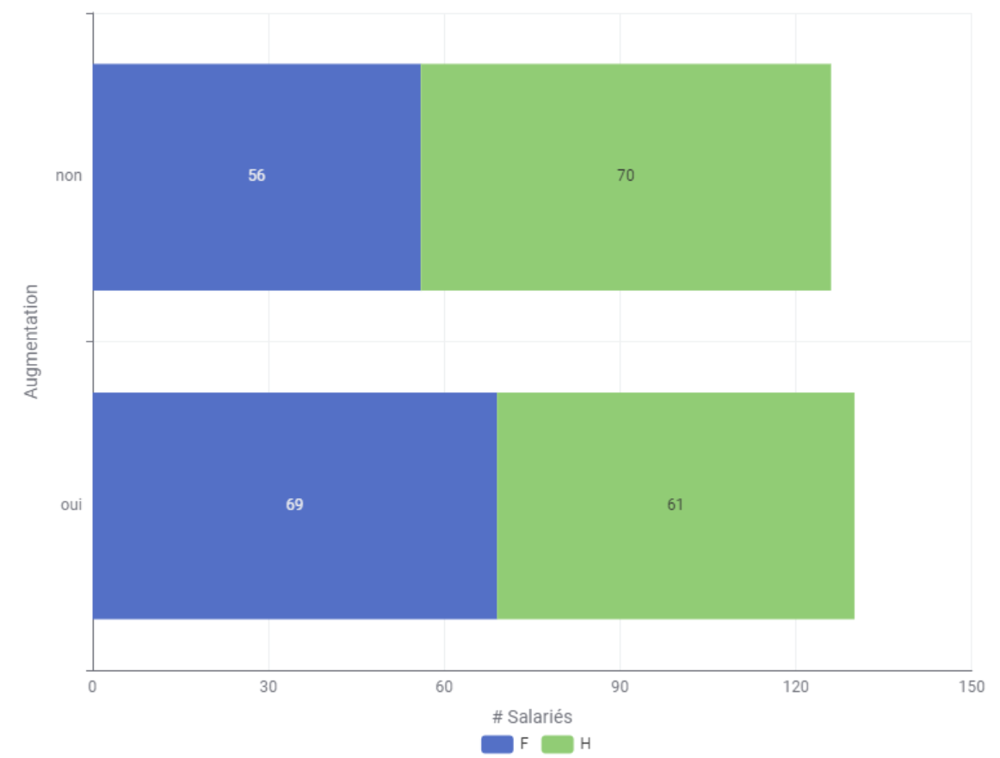 non
56
70
Augmentation
oui
69
61
0 30 60 90 120 150
# Salariés
F H